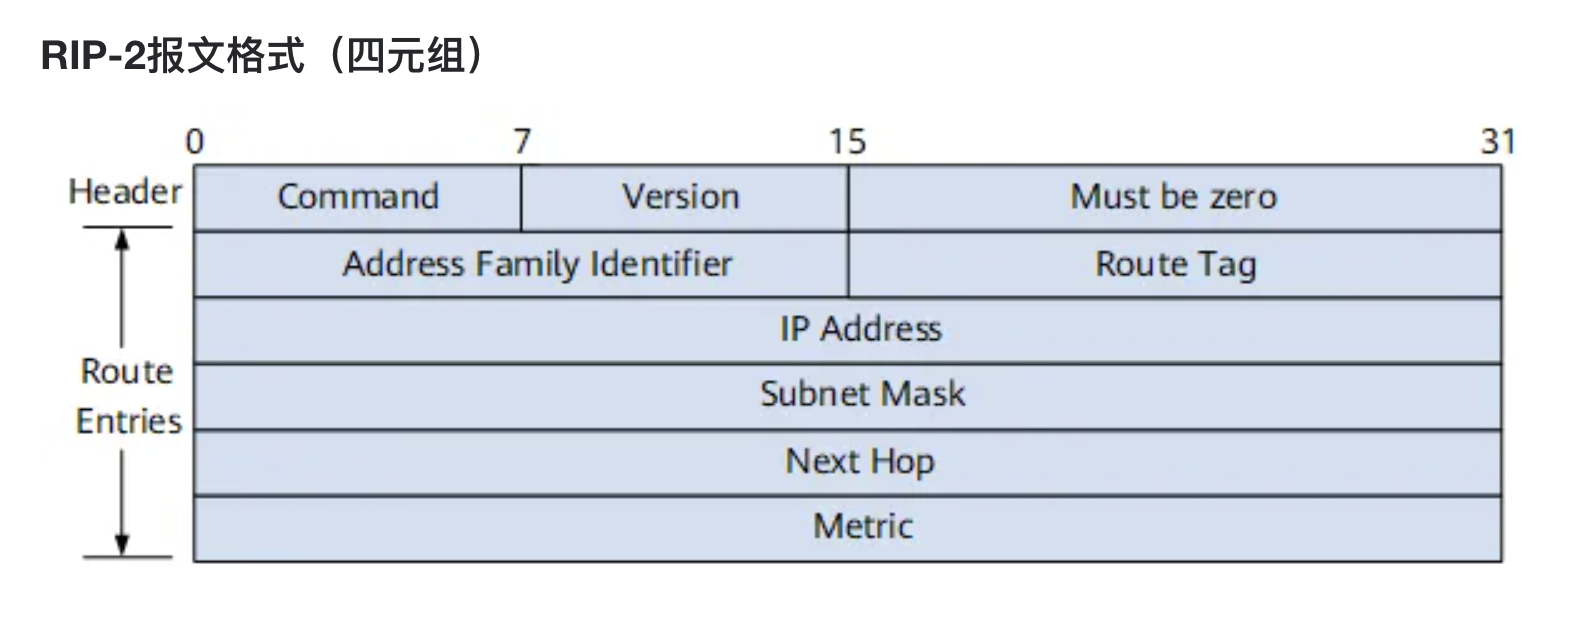 RIP-2报文格式（四元组）
0 7 15 31
Header Command Version Must be zero
Address Family Identifier Route Tag
IP Address
Route
Subnet Mask
Entries
Next Hop
Metric